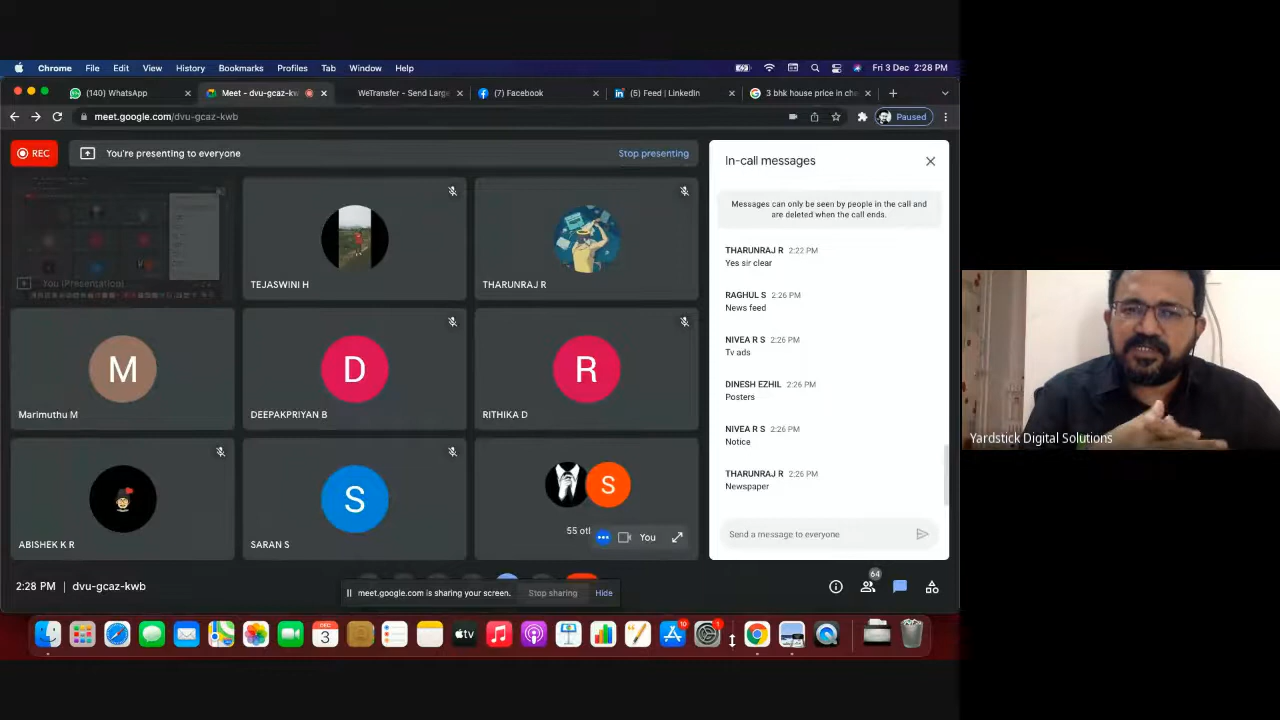 Chrome File Edit View History Bookmarks Profiles Tab Window Help Fri 3 Dec 2:28 PM
(140) WhatsApp Meet - dvu-gcaz-kw WeTransfer - Send Large (7) Facebook (5) Feed | LinkedIn 3 bhk house price in ch
meet.google.com/dvu-gcaz-kwb Paused
REC You're presenting to everyone Stop presenting
In-call messages
Messages can only be seen by people in the call and
are deleted when the call ends.
You (Presentation)
TEJASWINI H
THARUNRAJ R
Marimuthu M
M
DEEPAKPRIYAN B
D
RITHIKA D
R
ABISHEK K R
SARAN S
S
S
55 ot
You
THARUNRAJ R 2:22 PM
Yes sir clear
RAGHUL S 2:26 PM
News feed
NIVEA R S 2:26 PM
Tv ads
DINESH EZHIL 2:26 PM
Posters
NIVEA R S 2:26 PM
Notice
THARUNRAJ R 2:26 PM
Newspaper
Send a message to everyone
2:28 PM | dvu-gcaz-kwb
meet.google.com is sharing your screen. Stop sharing Hide
64
DEC
3
tv
10
1
Yardstick Digital Solutions